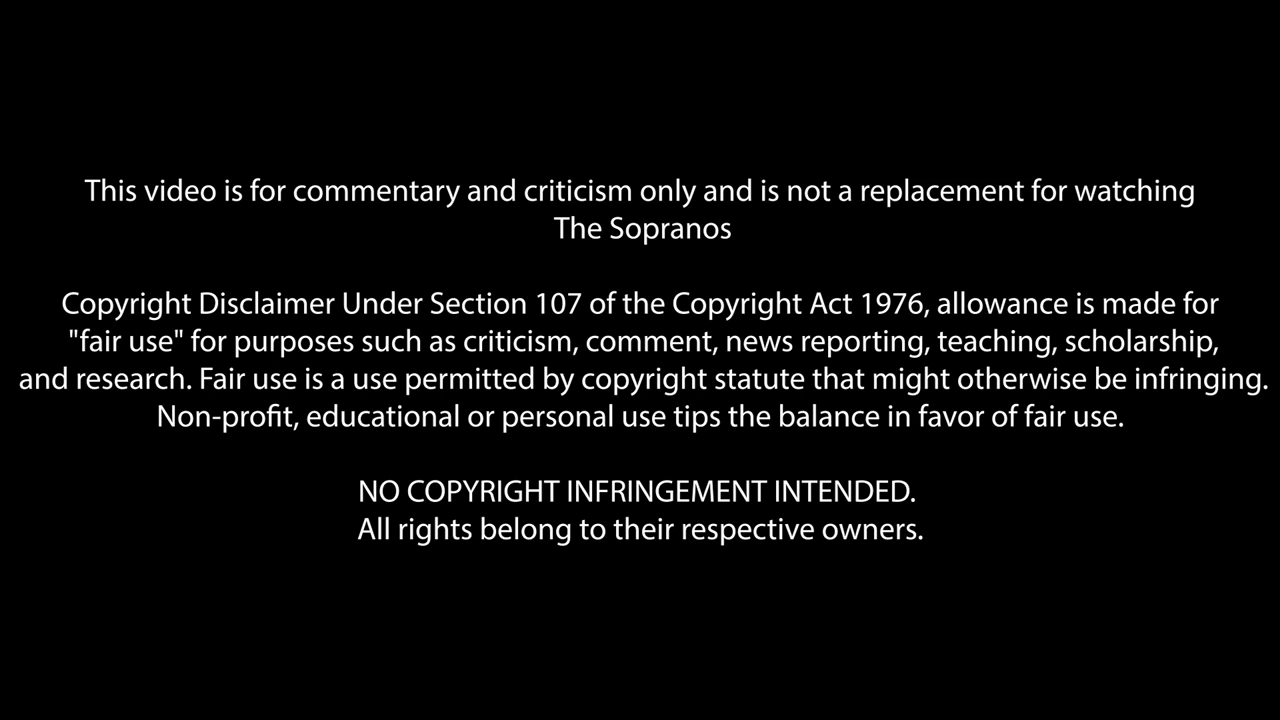 This video is for commentary and criticism only and is not a replacement for watching
The Sopranos
Copyright Disclaimer Under Section 107 of the Copyright Act 1976, allowance is made for
"fair use" for purposes such as criticism, comment, news reporting, teaching, scholarship,
and research. Fair use is a use permitted by copyright statute that might otherwise be infringing.
Non-profit, educational or personal use tips the balance in favor of fair use.
NO COPYRIGHT INFRINGEMENT INTENDED.
All rights belong to their respective owners.